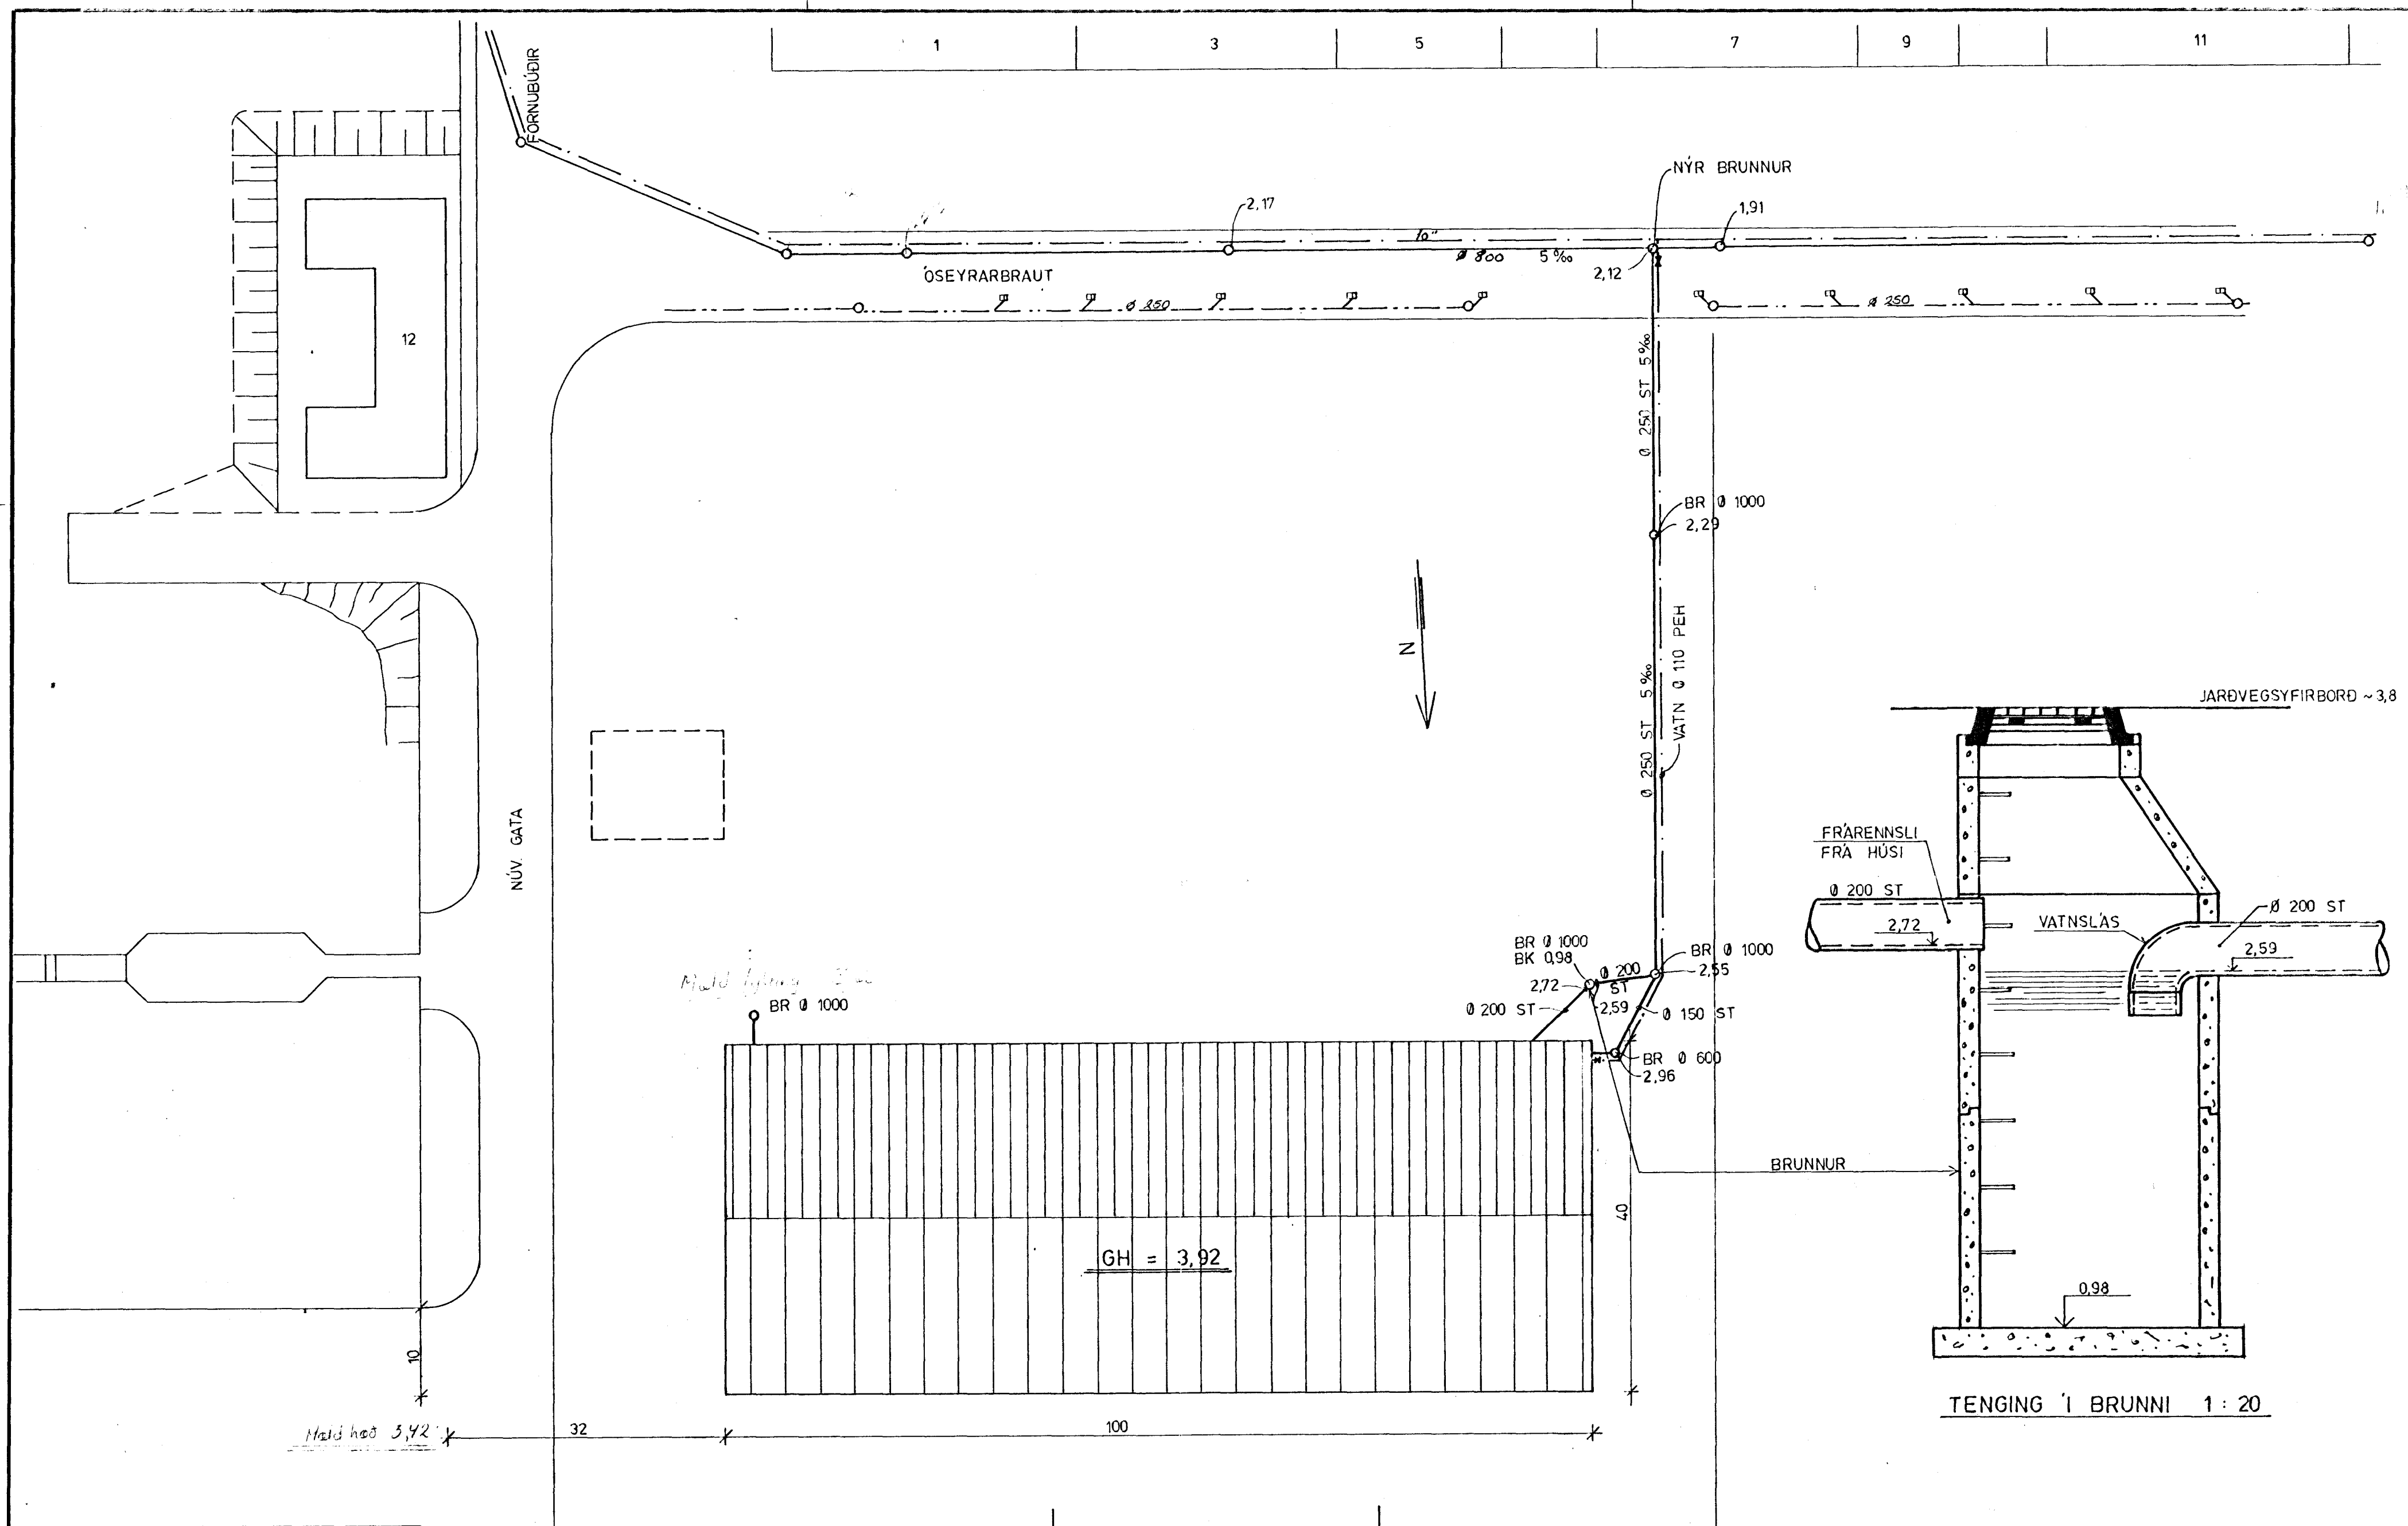 1
3
5
7
9
11
FORNUBÚÐIR
NÝR BRUNNUR
2,17
1,91
10"
Ø 800 5 ‰
2,12
ÓSEYRARBRAUT
Ø 250
Ø 250
12
Ø 250 ST 5 ‰
BR Ø 1000
2,29
N
VATN Ø 110 PEH
Ø 250 ST 5 ‰
NÚV. GATA
JARÐVEGSYFIRBORÐ ~ 3,8
FRÁRENNSLI
FRÁ HÚSI
Ø 200 ST
2,72
VATNSLÁS
Ø 200 ST
2,59
BR Ø 1000
BK 0,98
BR Ø 1000
2,55
Ø 200
ST
2,72
2,59
Ø 200 ST
Ø 150 ST
BR Ø 1000
BR Ø 600
2,96
BRUNNUR
40
GH = 3,92
0,98
10
TENGING Í BRUNNI 1 : 20
Mæld hæð 3,42
32
100